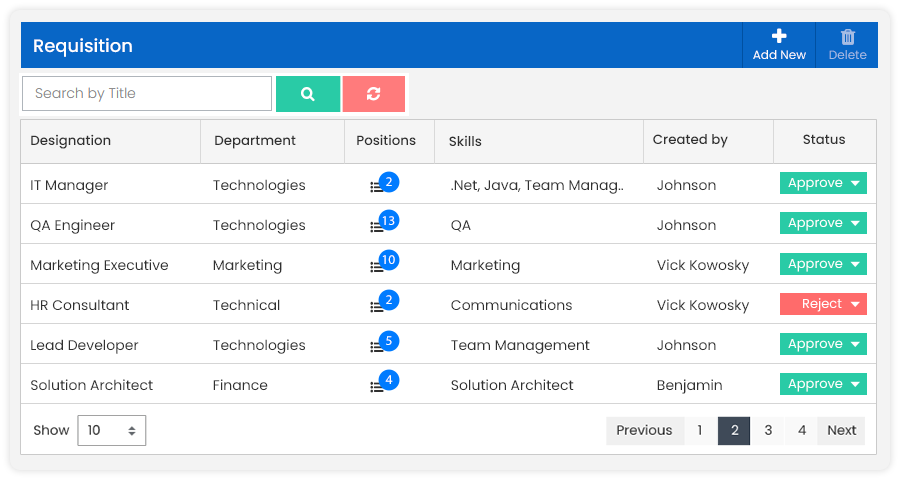 Requisition
Add New Delete
Search by Title
Designation Department Positions Skills Created by Status
IT Manager Technologies 2 .Net, Java, Team Manag.. Johnson Approve
QA Engineer Technologies 13 QA Johnson Approve
Marketing Executive Marketing 10 Marketing Vick Kowosky Approve
HR Consultant Technical 2 Communications Vick Kowosky Reject
Lead Developer Technologies 5 Team Management Johnson Approve
Solution Architect Finance 4 Solution Architect Benjamin Approve
Show 10 Previous 1 2 3 4 Next